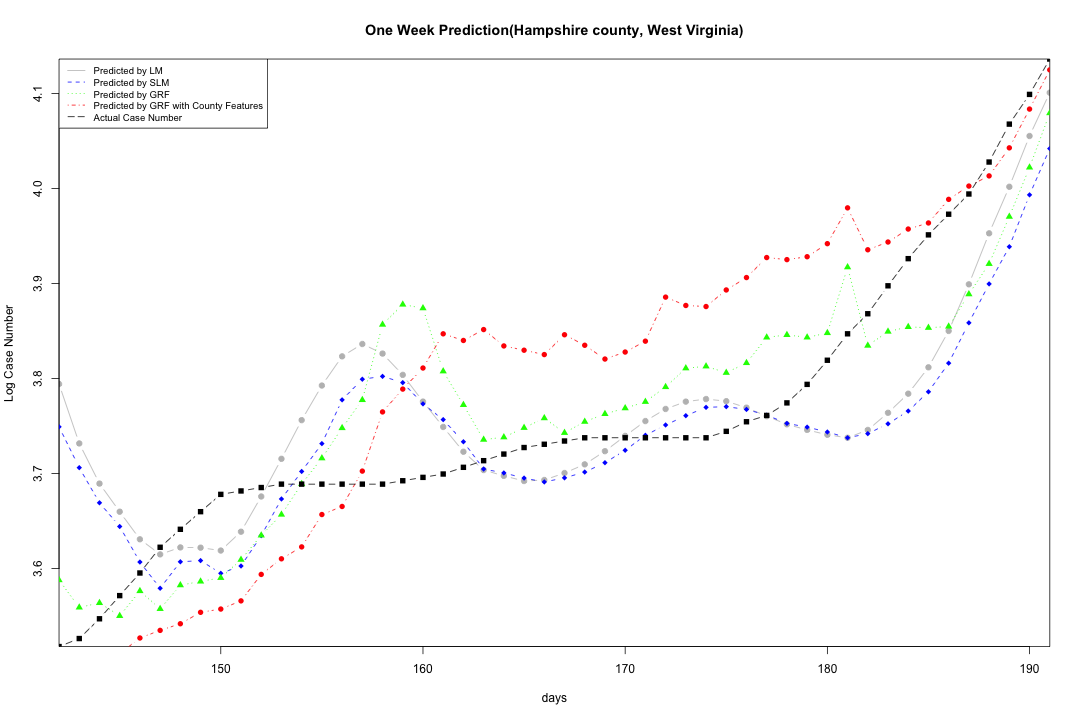 One Week Prediction(Hampshire county, West Virginia)
Predicted by LM
Predicted by SLM
Predicted by GRF
Predicted by GRF with County Features
Actual Case Number
4.1
4.0
3.9
3.8
3.7
3.6
Log Case Number
150 160 170 180 190
days